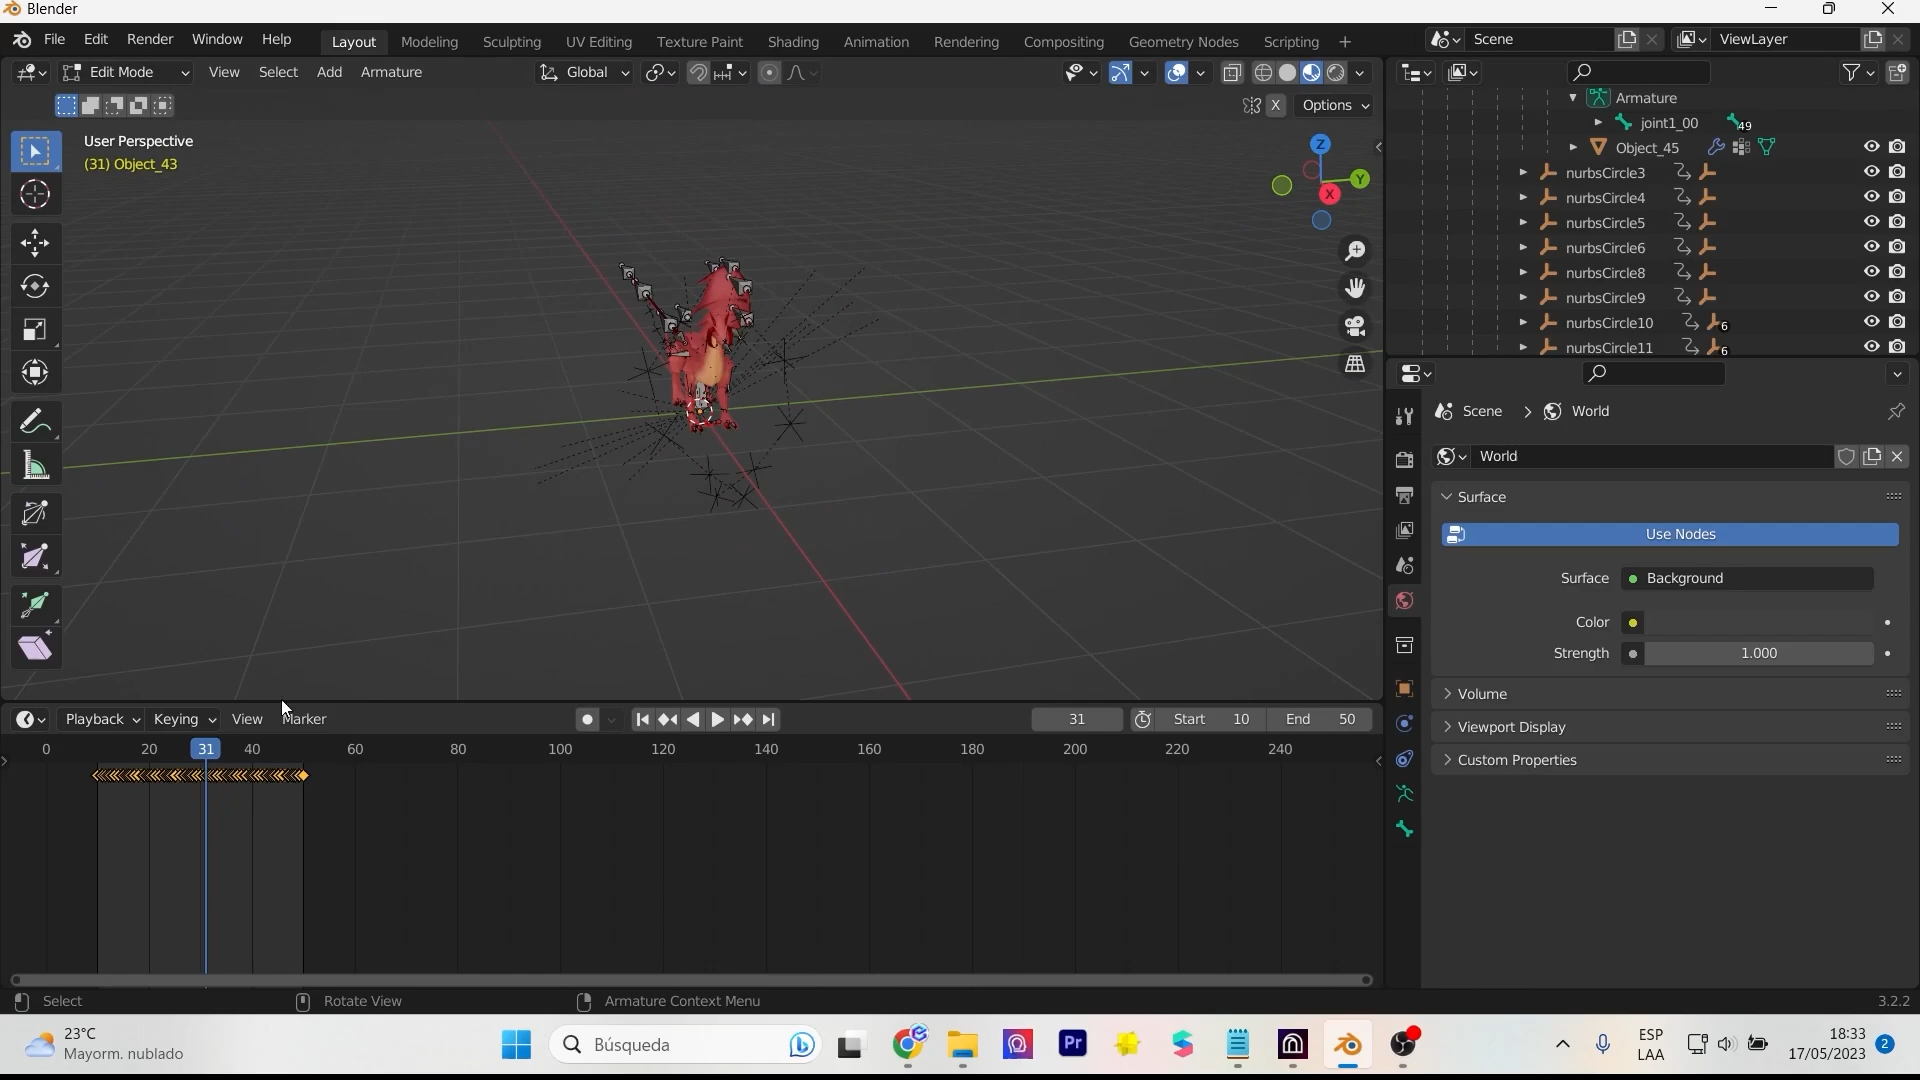 Blender
File Edit Render Window Help Layout Modeling Sculpting UV Editing Texture Paint Shading Animation Rendering Compositing Geometry Nodes Scripting + Scene ViewLayer
Edit Mode View Select Add Armature Global
X Options
User Perspective
(31) Object_43
Z
Y
X
Armature
joint1_00 49
Object_45
nurbsCircle3
nurbsCircle4
nurbsCircle5
nurbsCircle6
nurbsCircle8
nurbsCircle9
nurbsCircle10 6
nurbsCircle11 6
Scene > World
World
Surface
Use Nodes
Surface Background
Color
Strength 1.000
Volume
Viewport Display
Custom Properties
Playback Keying View Marker 31 Start 10 End 50
0 20 31 40 60 80 100 120 140 160 180 200 220 240
Select Rotate View Armature Context Menu 3.2.2
23°C
Mayorm. nublado
Búsqueda
Pr
ESP
LAA
18:33
17/05/2023
2